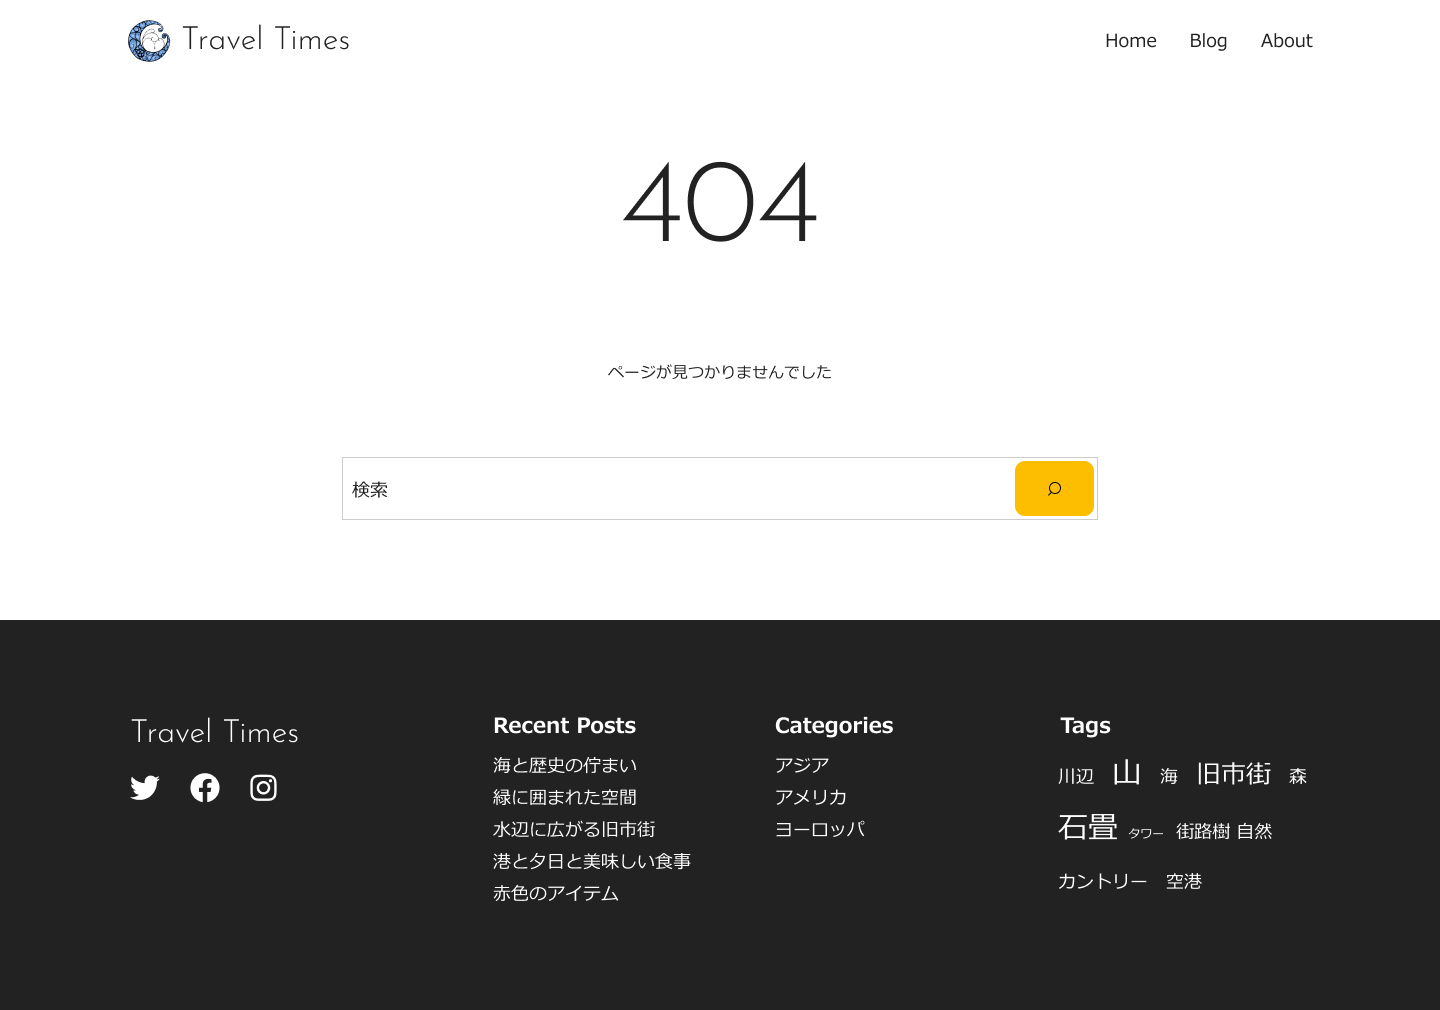 Travel Times
Home Blog About
404
ページが見つかりませんでした
検索
Travel Times
Recent Posts
海と歴史の佇まい
緑に囲まれた空間
水辺に広がる旧市街
港と夕日と美味しい食事
赤色のアイテム
Categories
アジア
アメリカ
ヨーロッパ
Tags
川辺 山 海 旧市街 森
石畳 タワー 街路樹 自然
カントリー 空港